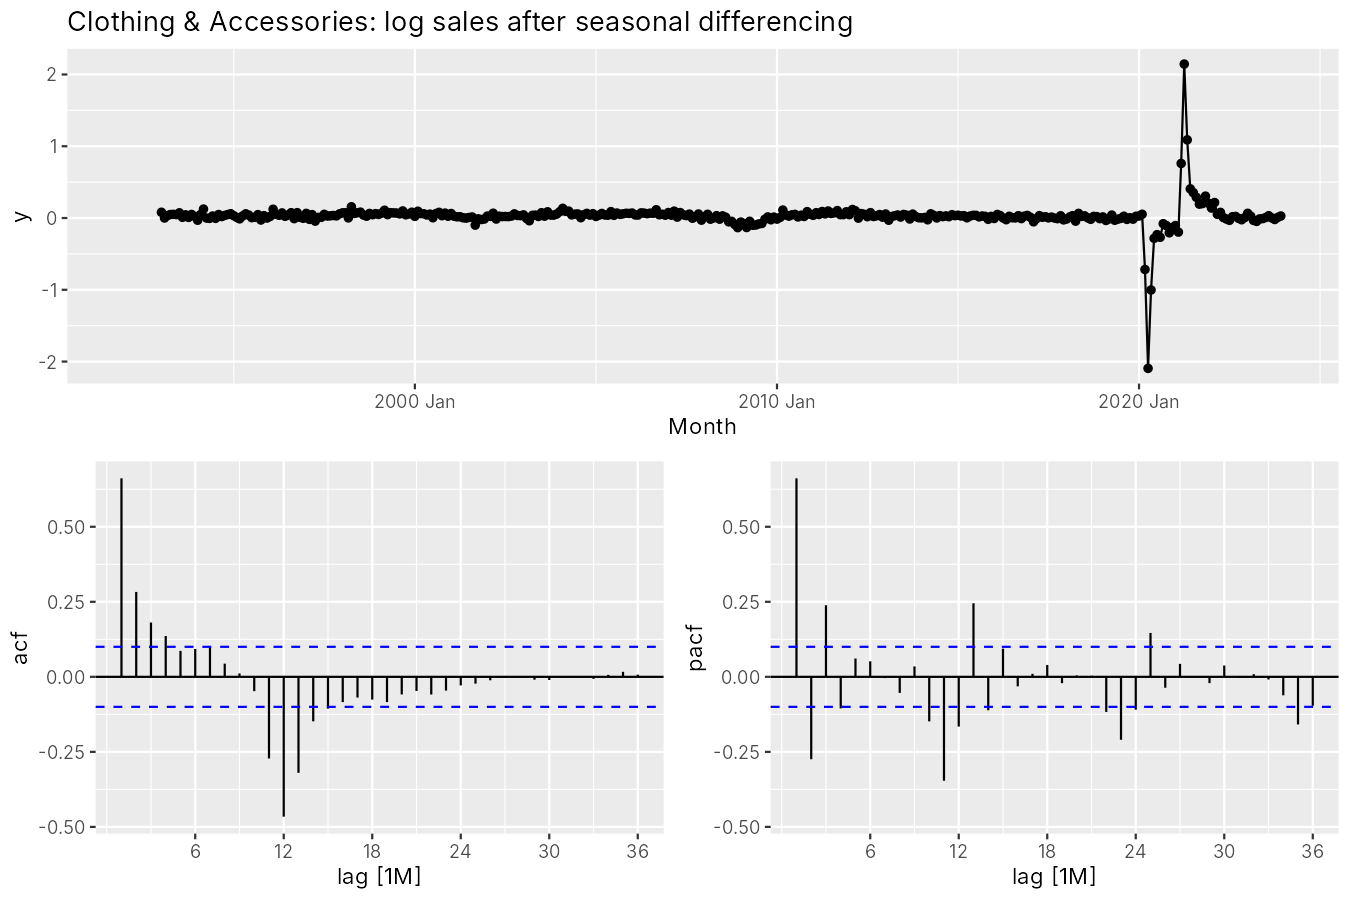 Clothing & Accessories: log sales after seasonal differencing
2
1
0
-1
-2
y
2000 Jan
2010 Jan
2020 Jan
Month
0.50
0.25
0.00
-0.25
-0.50
acf
6
12
18
24
30
36
lag [1M]
0.50
0.25
0.00
-0.25
-0.50
pacf
6
12
18
24
30
36
lag [1M]